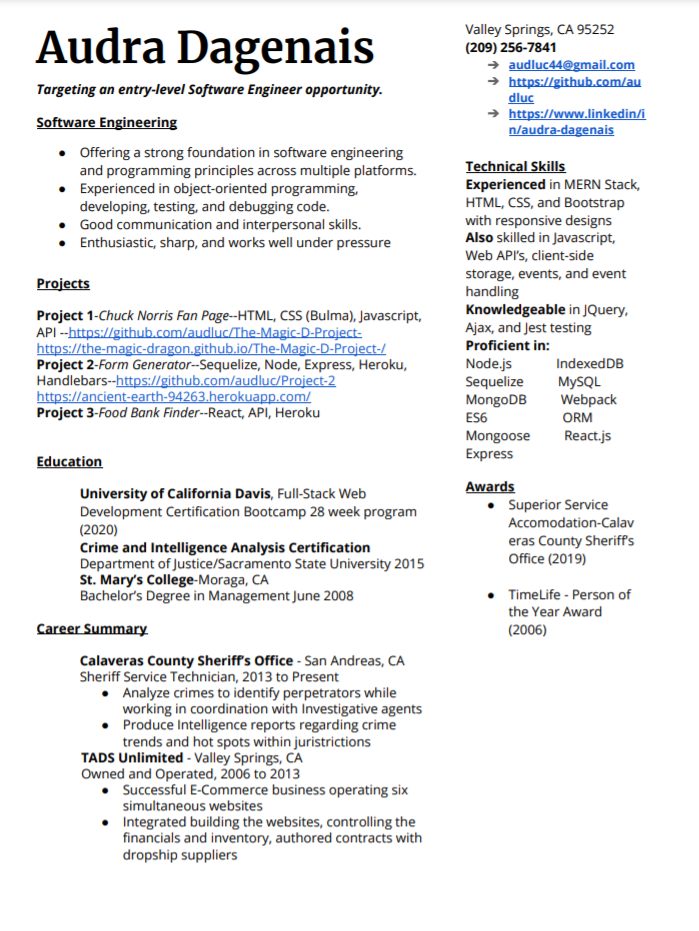 Audra Dagenais
Targeting an entry-level Software Engineer opportunity.
Software Engineering
● Offering a strong foundation in software engineering
and programming principles across multiple platforms.
● Experienced in object-oriented programming,
developing, testing, and debugging code.
● Good communication and interpersonal skills.
● Enthusiastic, sharp, and works well under pressure
Projects
Project 1-Chuck Norris Fan Page--HTML, CSS (Bulma), Javascript,
API --https://github.com/audluc/The-Magic-D-Project-
https://the-magic-dragon.github.io/The-Magic-D-Project-/
Project 2-Form Generator--Sequelize, Node, Express, Heroku,
Handlebars--https://github.com/audluc/Project-2
https://ancient-earth-94263.herokuapp.com/
Project 3-Food Bank Finder--React, API, Heroku
Education
University of California Davis, Full-Stack Web
Development Certification Bootcamp 28 week program
(2020)
Crime and Intelligence Analysis Certification
Department of Justice/Sacramento State University 2015
St. Mary's College-Moraga, CA
Bachelor's Degree in Management June 2008
Career Summary
Calaveras County Sheriff's Office - San Andreas, CA
Sheriff Service Technician, 2013 to Present
● Analyze crimes to identify perpetrators while
working in coordination with Investigative agents
● Produce Intelligence reports regarding crime
trends and hot spots within juristrictions
TADS Unlimited - Valley Springs, CA
Owned and Operated, 2006 to 2013
● Successful E-Commerce business operating six
simultaneous websites
● Integrated building the websites, controlling the
financials and inventory, authored contracts with
dropship suppliers
Valley Springs, CA 95252
(209) 256-7841
➔ audluc44@gmail.com
➔ https://github.com/au
dluc
➔ https://www.linkedin/i
n/audra-dagenais
Technical Skills
Experienced in MERN Stack,
HTML, CSS, and Bootstrap
with responsive designs
Also skilled in Javascript,
Web API's, client-side
storage, events, and event
handling
Knowledgeable in JQuery,
Ajax, and Jest testing
Proficient in:
Node.js IndexedDB
Sequelize MySQL
MongoDB Webpack
ES6 ORM
Mongoose React.js
Express
Awards
● Superior Service
Accomodation-Calav
eras County Sheriff's
Office (2019)
● TimeLife - Person of
the Year Award
(2006)